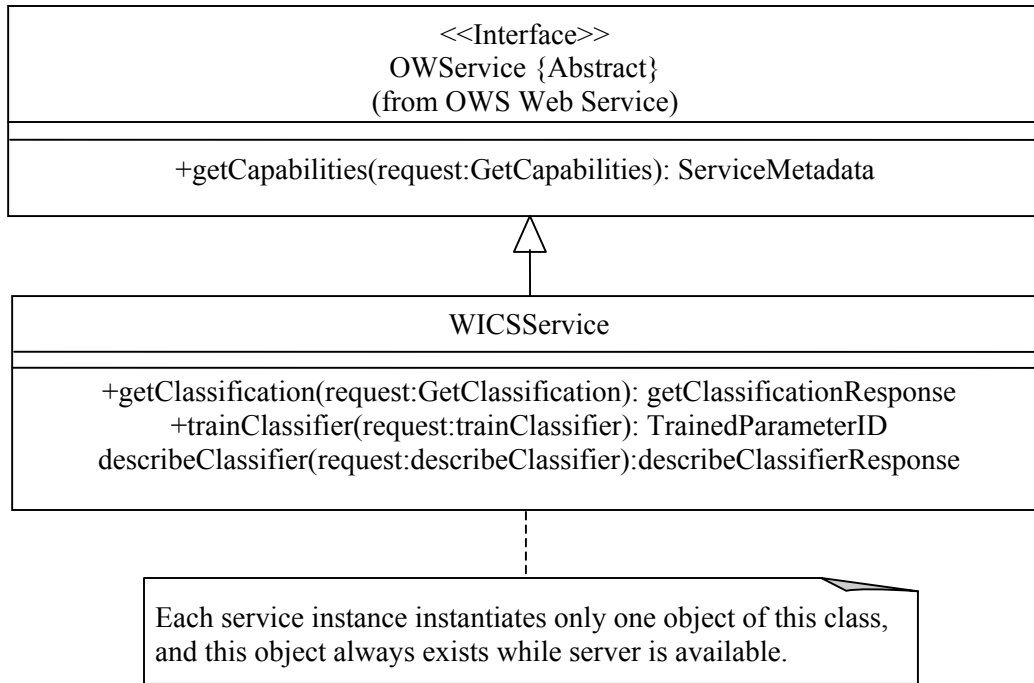 <<Interface>>
OWService {Abstract}
(from OWS Web Service)
+getCapabilities(request:GetCapabilities): ServiceMetadata
WICSService
+getClassification(request:GetClassification): getClassificationResponse
+trainClassifier(request:trainClassifier): TrainedParameterID
describeClassifier(request:describeClassifier):describeClassifierResponse
Each service instance instantiates only one object of this class,
and this object always exists while server is available.